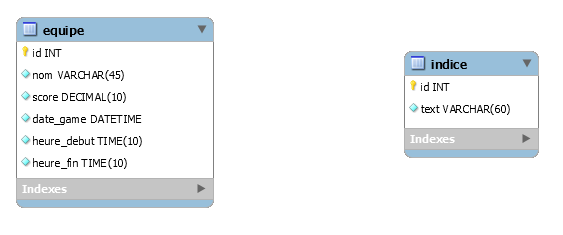 equipe
id INT
nom VARCHAR(45)
score DECIMAL(10)
date_game DATETIME
heure_debut TIME(10)
heure_fin TIME(10)
Indexes
indice
id INT
text VARCHAR(60)
Indexes